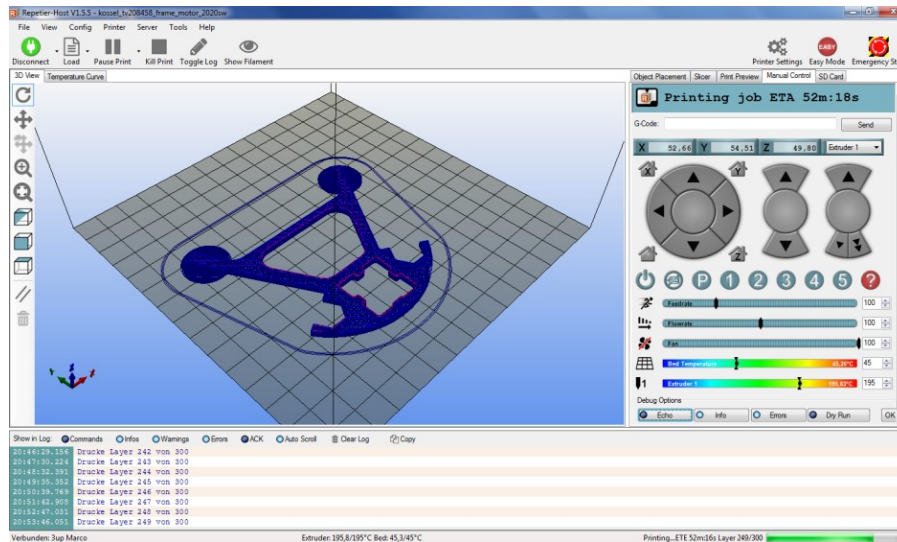 Repetier-Host V1.5.5 - kossel_tv208458_frame_motor_2020sw
File View Config Printer Server Tools Help
Disconnect Load Pause Print Kill Print Toggle Log Show Filament
Printer Settings Easy Mode Emergency St
EASY
3D View Temperature Curve
Object Placement Slicer Print Preview Manual Control SD Card
Printing job ETA 52m:18s
G-Code: Send
X 52,66 Y 54,51 Z 49,80 Extruder 1
X Y
Z
P 1 2 3 4 5 ?
Feedrate 100
Flowrate 100
Fan 100
Bed Temperature 45,30°C 45
1 Extruder 1 195,83°C 195
Debug Options
Echo Info Errors Dry Run OK
Show in Log: Commands Infos Warnings Errors ACK Auto Scroll Clear Log Copy
20:46:29.156 Drucke Layer 242 von 300
20:47:30.224 Drucke Layer 243 von 300
20:48:32.391 Drucke Layer 244 von 300
20:49:35.352 Drucke Layer 245 von 300
20:50:39.769 Drucke Layer 246 von 300
20:51:42.908 Drucke Layer 247 von 300
20:52:47.031 Drucke Layer 248 von 300
20:53:46.051 Drucke Layer 249 von 300
Verbunden: 3up Marco Extruder: 195,8/195°C Bed: 45,3/45°C Printing...ETE 52m:16s Layer 249/300